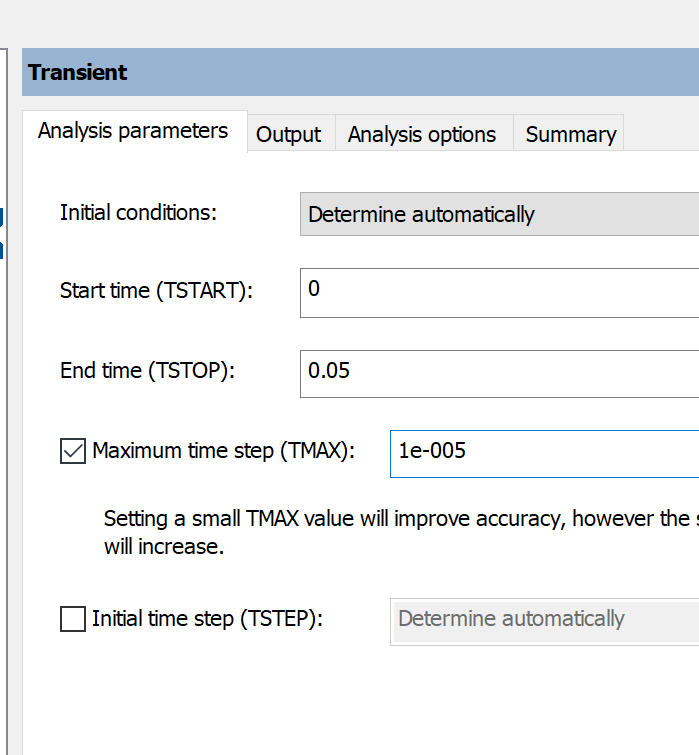 Transient
Analysis parameters Output Analysis options Summary
Initial conditions: Determine automatically
Start time (TSTART): 0
End time (TSTOP): 0.05
Maximum time step (TMAX): 1e-005
Setting a small TMAX value will improve accuracy, however the
will increase.
Initial time step (TSTEP): Determine automatically